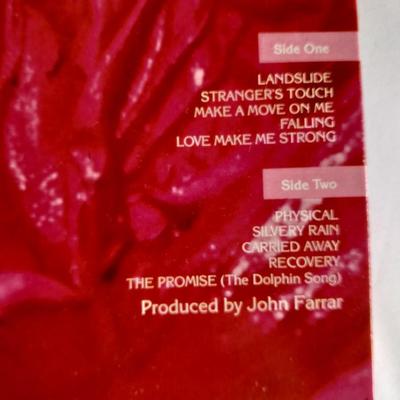 Side One
LANDSLIDE
STRANGER'S TOUCH
MAKE A MOVE ON ME
FALLING
LOVE MAKE ME STRONG
Side Two
PHYSICAL
SILVERY RAIN
CARRIED AWAY
RECOVERY
THE PROMISE (The Dolphin Song)
Produced by John Farrar